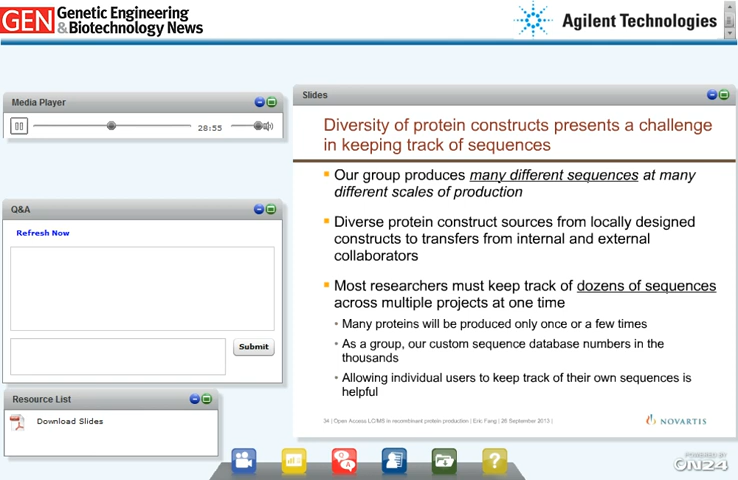 GEN Genetic Engineering
& Biotechnology News
Agilent Technologies
Media Player
28:55
Q&A
Refresh Now
Submit
Resource List
Download Slides
Slides
Diversity of protein constructs presents a challenge
in keeping track of sequences
Our group produces many different sequences at many
different scales of production
Diverse protein construct sources from locally designed
constructs to transfers from internal and external
collaborators
Most researchers must keep track of dozens of sequences
across multiple projects at one time
Many proteins will be produced only once or a few times
As a group, our custom sequence database numbers in the
thousands
Allowing individual users to keep track of their own sequences is
helpful
34 | Open Access LC/MS in recombinant protein production | Eric Fang | 26 September 2013 |
NOVARTIS
Q
A
?
POWERED BY
ON24